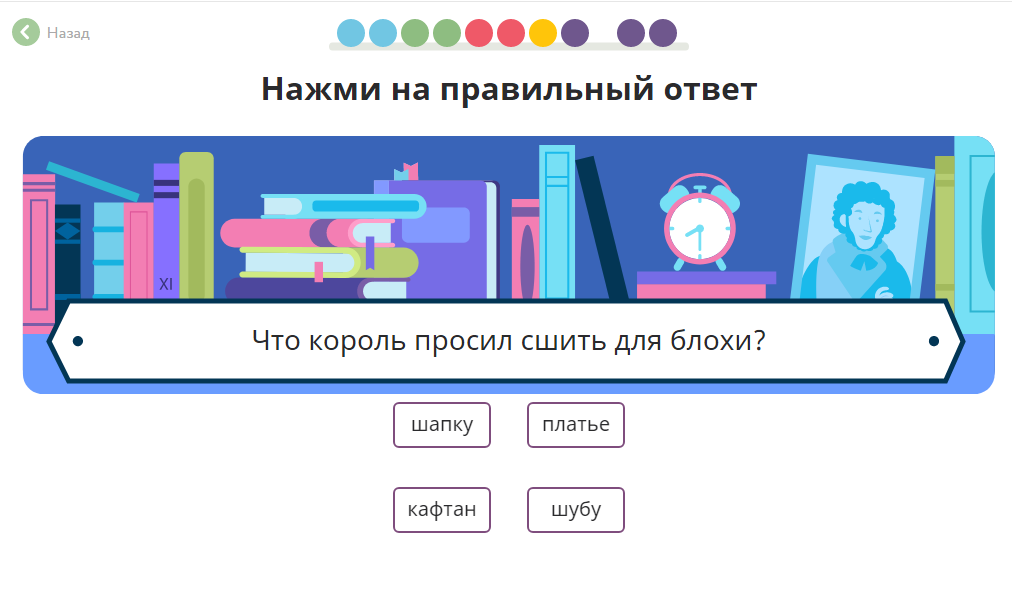 Назад
Нажми на правильный ответ
XI
Что король просил сшить для блохи?
шапку
платье
кафтан
шубу